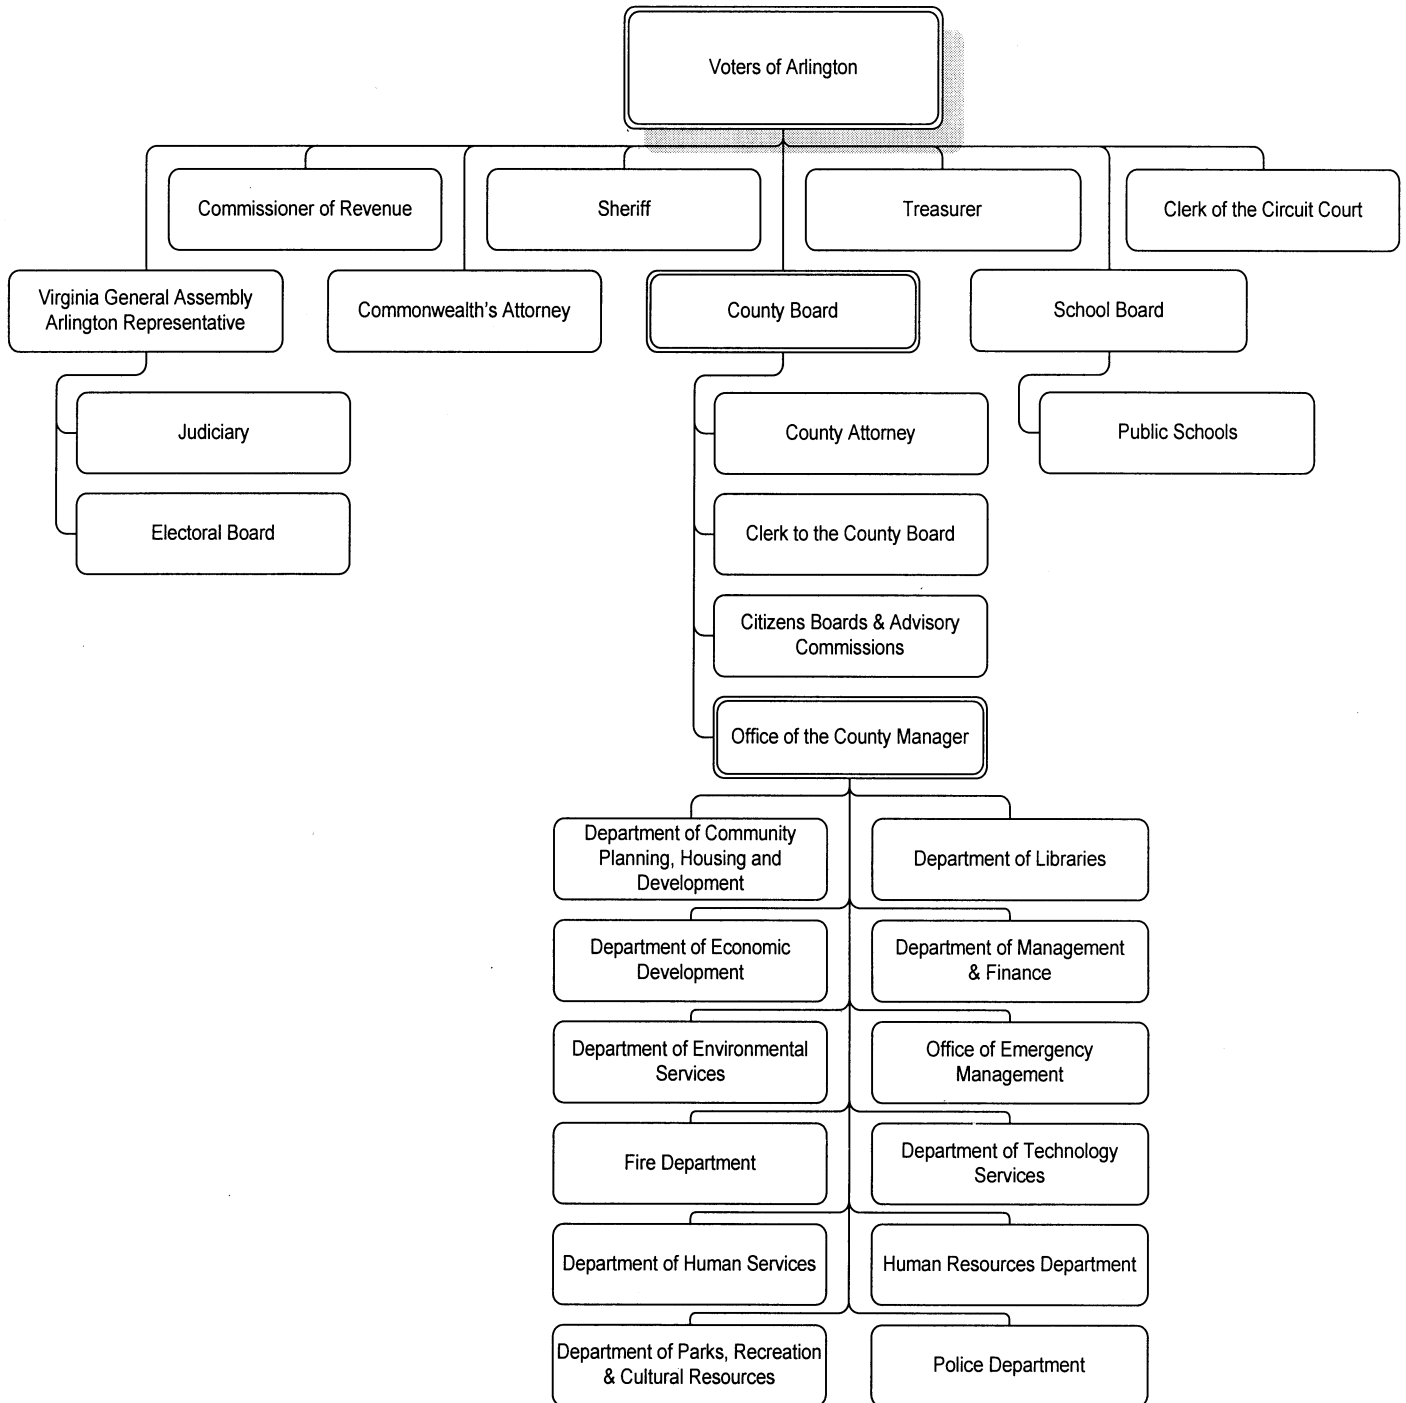 Voters of Arlington
Commissioner of Revenue
Sheriff
Treasurer
Clerk of the Circuit Court
Virginia General Assembly
Arlington Representative
Commonwealth's Attorney
County Board
School Board
Judiciary
Electoral Board
County Attorney
Clerk to the County Board
Citizens Boards & Advisory
Commissions
Office of the County Manager
Public Schools
Department of Community
Planning, Housing and
Development
Department of Libraries
Department of Economic
Development
Department of Management
& Finance
Department of Environmental
Services
Office of Emergency
Management
Fire Department
Department of Technology
Services
Department of Human Services
Human Resources Department
Department of Parks, Recreation
& Cultural Resources
Police Department